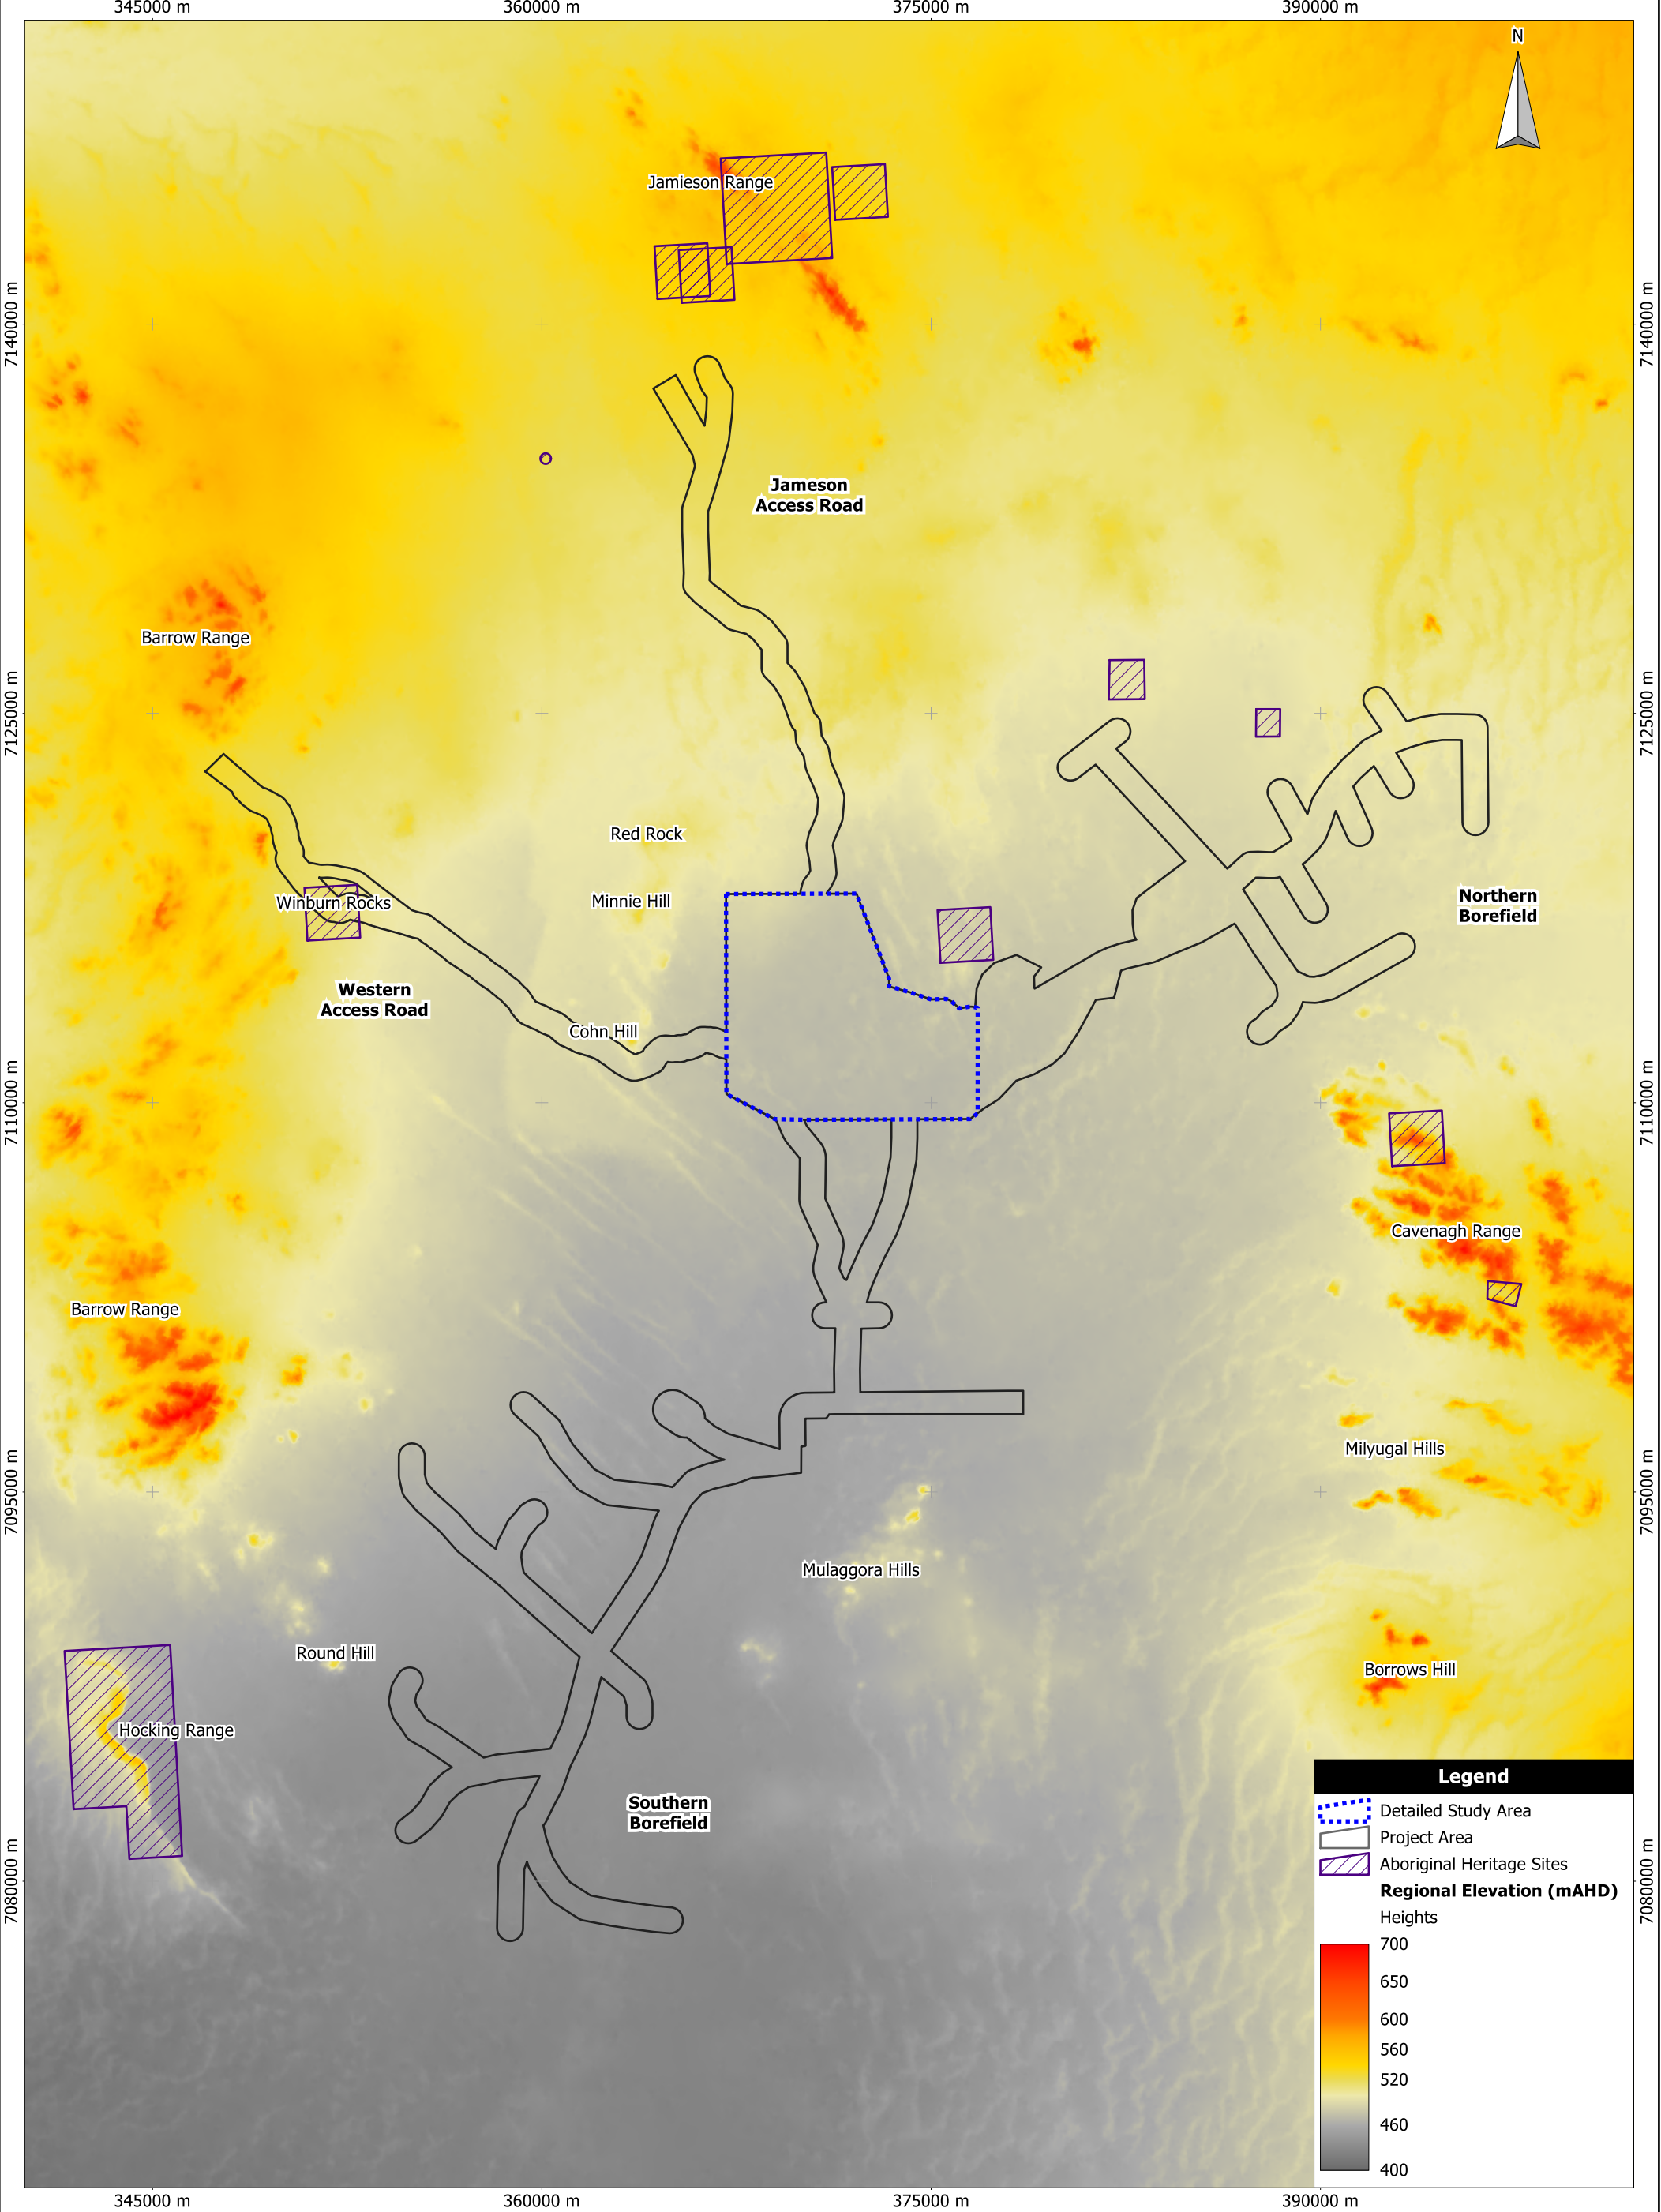 345000 m
360000 m
375000 m
390000 m
N
Jamieson Range
7140000 m
7140000 m
Jameson
Access Road
Barrow Range
7125000 m
7125000 m
Red Rock
Minnie Hill
Winburn Rocks
Northern
Borefield
Western
Access Road
Cohn Hill
7110000 m
7110000 m
Cavenagh Range
Barrow Range
Milyugal Hills
7095000 m
7095000 m
Mulaggora Hills
Round Hill
Borrows Hill
Hocking Range
Southern
Borefield
7080000 m
7080000 m
Legend
Detailed Study Area
Project Area
Aboriginal Heritage Sites
Regional Elevation (mAHD)
Heights
700
650
600
560
520
460
400
345000 m
360000 m
375000 m
390000 m